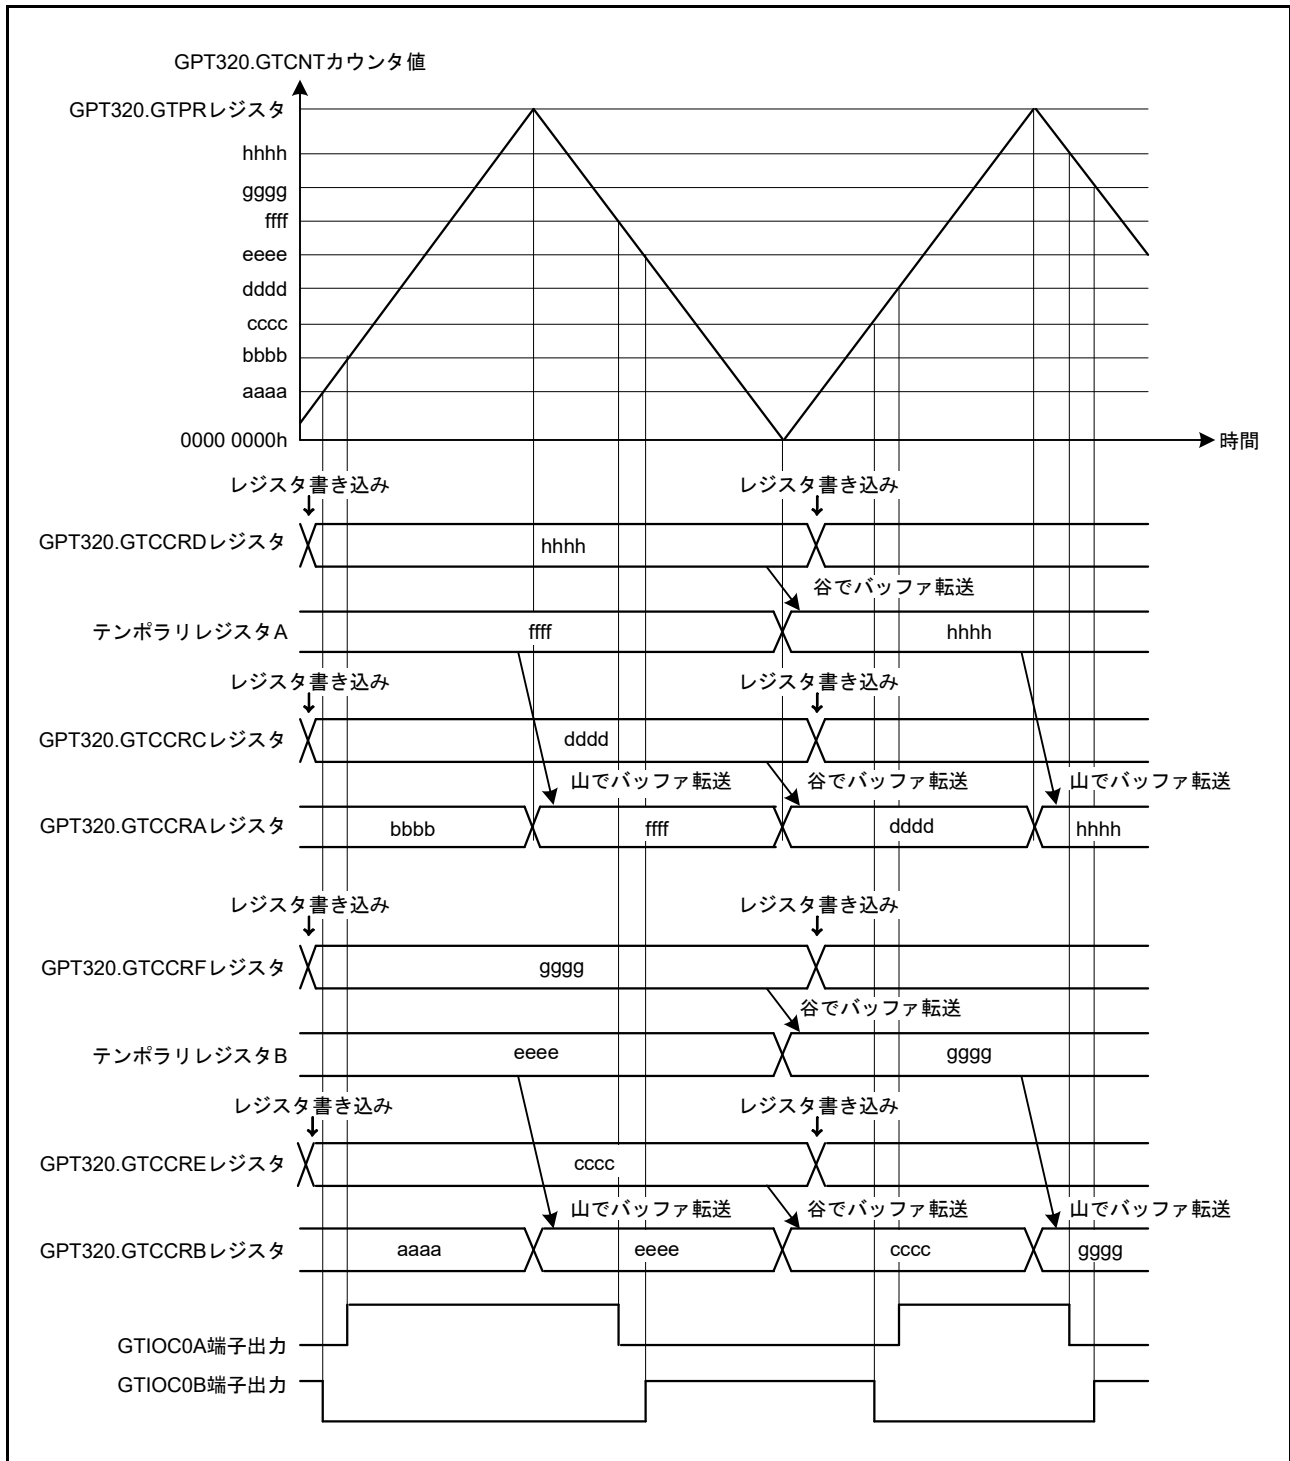 GPT320.GTCNTカウンタ値
GPT320.GTPRレジスタ
hhhh
gggg
ffff
eeee
dddd
cccc
bbbb
aaaa
0000 0000h
時間
レジスタ書き込み
レジスタ書き込み
GPT320.GTCCRDレジスタ
hhhh
谷でバッファ転送
テンポラリレジスタA
ffff
hhhh
レジスタ書き込み
レジスタ書き込み
GPT320.GTCCRCレジスタ
dddd
山でバッファ転送
谷でバッファ転送
山でバッファ転送
GPT320.GTCCRAレジスタ
bbbb
ffff
dddd
hhhh
レジスタ書き込み
レジスタ書き込み
GPT320.GTCCRFレジスタ
gggg
谷でバッファ転送
テンポラリレジスタB
eeee
gggg
レジスタ書き込み
レジスタ書き込み
GPT320.GTCCREレジスタ
cccc
山でバッファ転送
谷でバッファ転送
山でバッファ転送
GPT320.GTCCRBレジスタ
aaaa
eeee
cccc
gggg
GTIOC0A端子出力
GTIOC0B端子出力